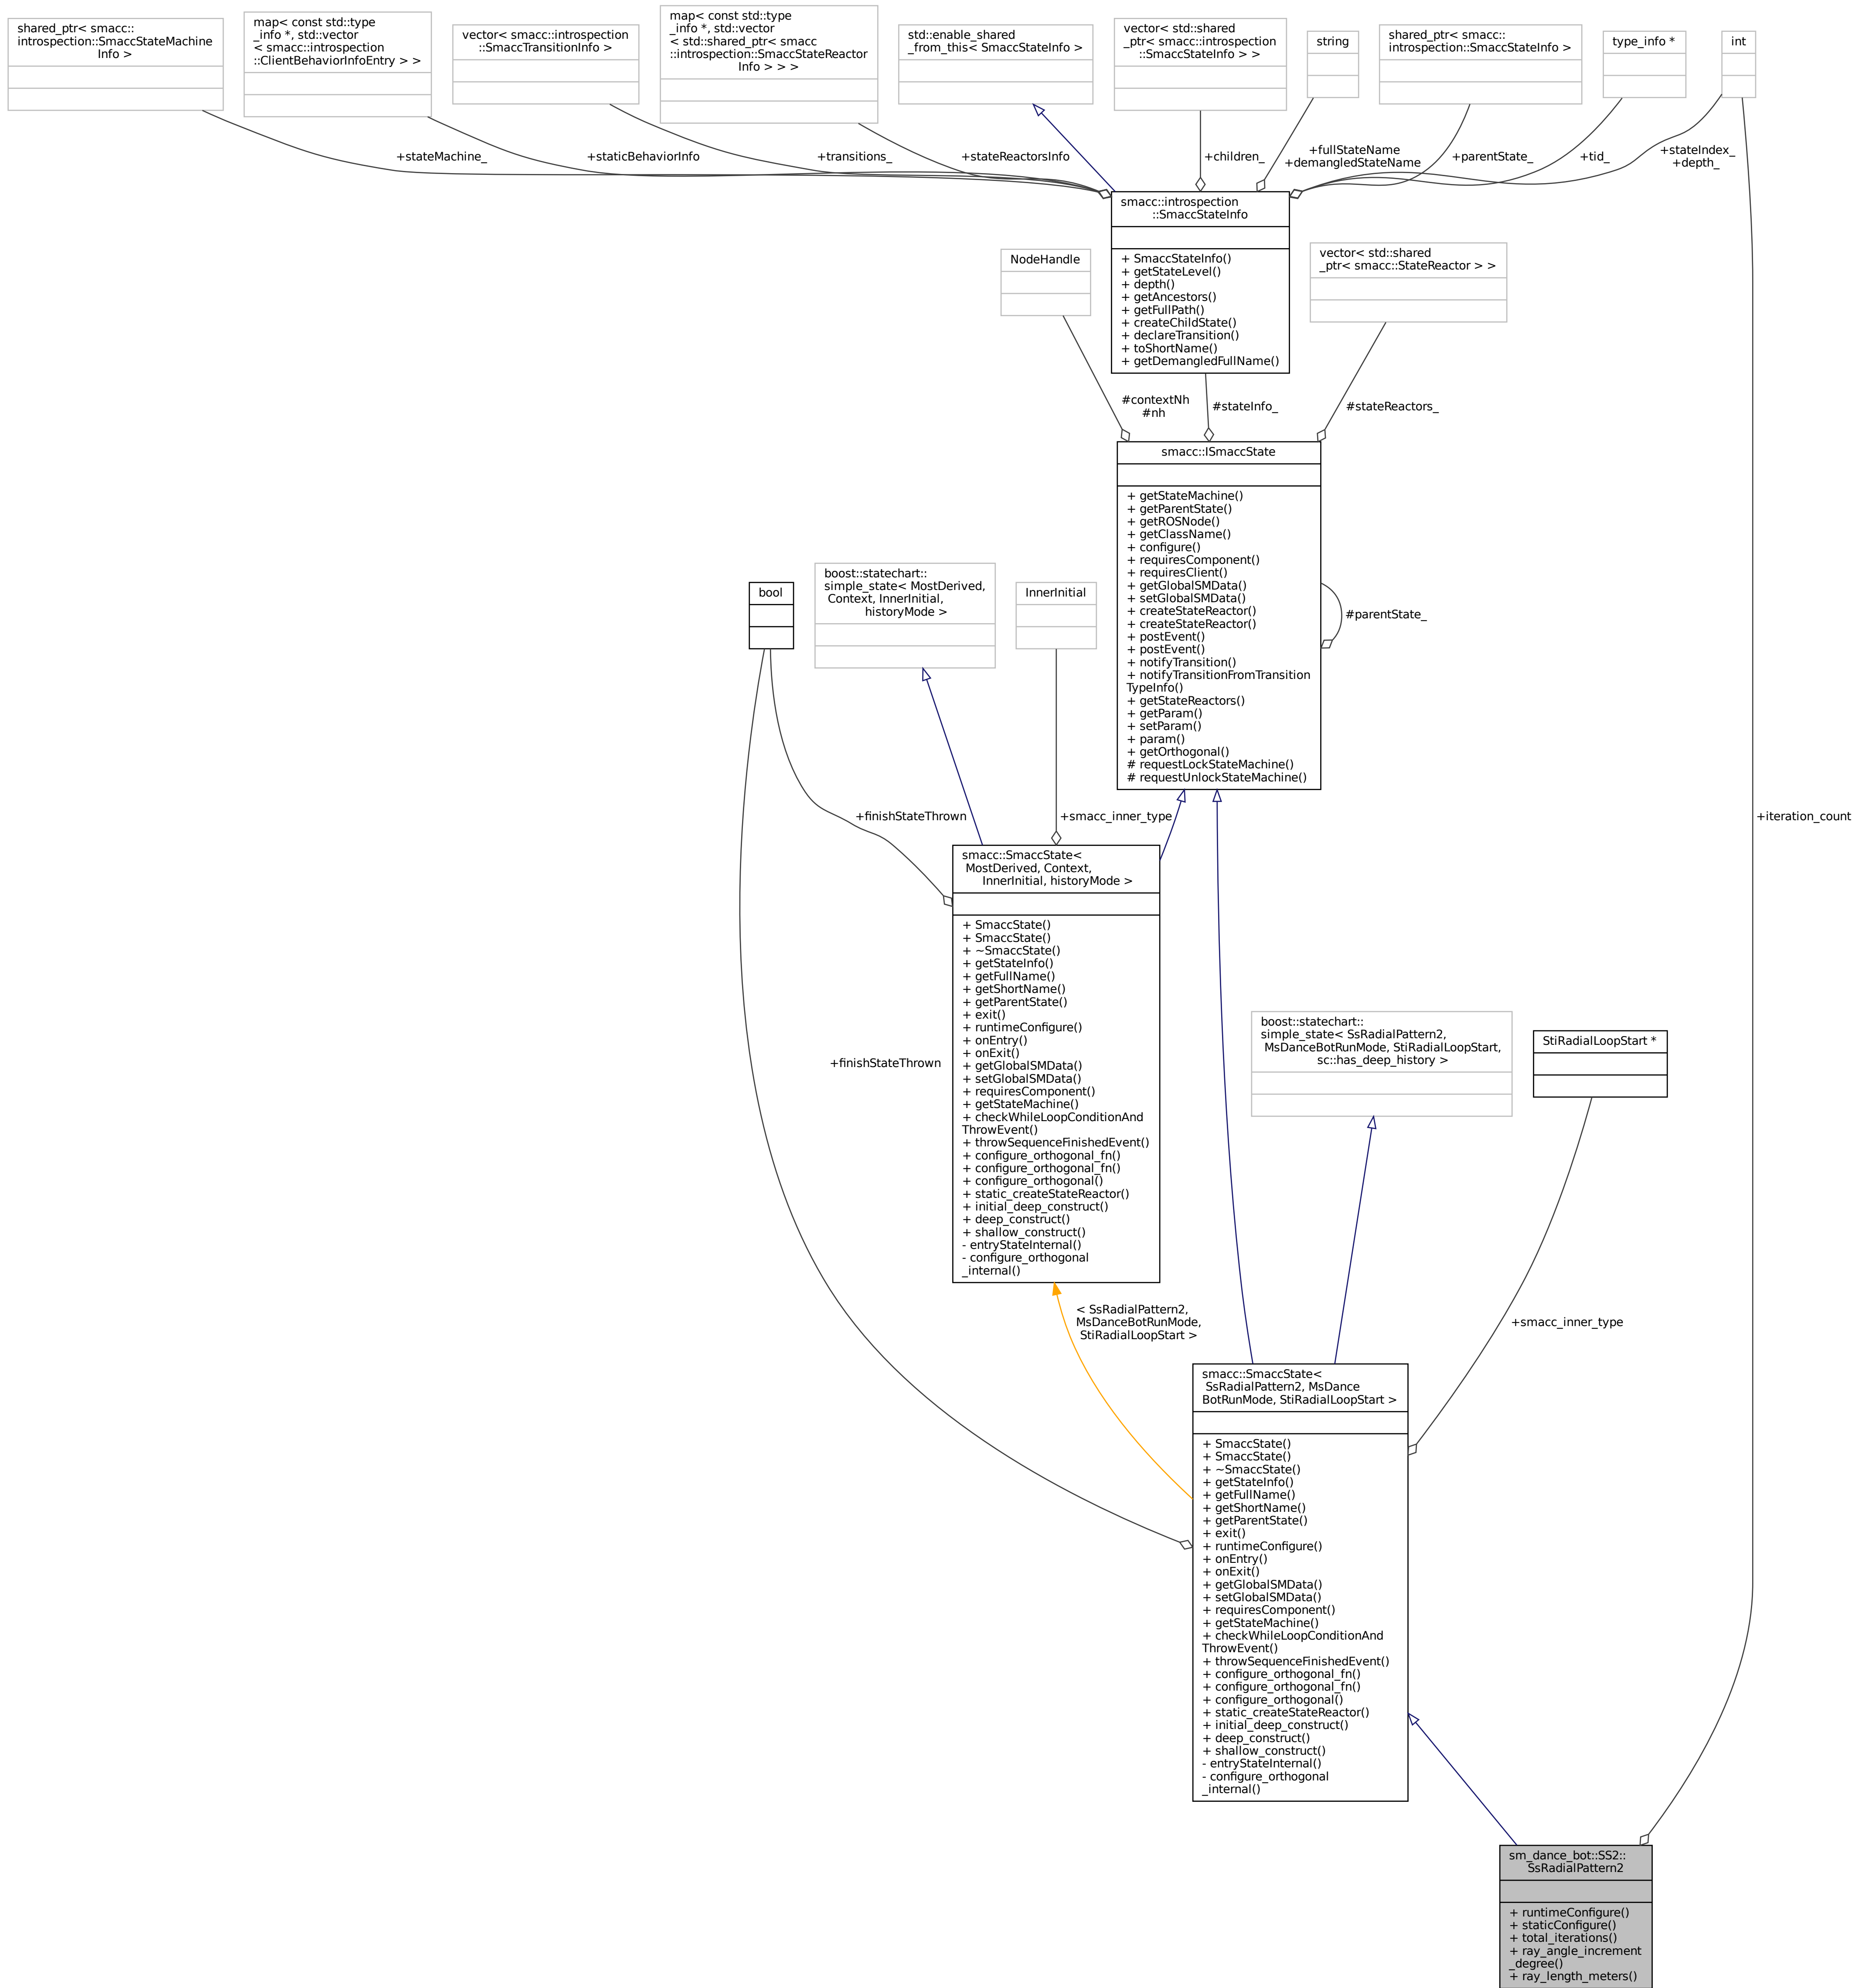 shared_ptr< smacc::
introspection::SmaccStateMachine
Info >
map< const std::type
_info *, std::vector
< smacc::introspection
::ClientBehaviorInfoEntry > >
vector< smacc::introspection
::SmaccTransitionInfo >
map< const std::type
_info *, std::vector
< std::shared_ptr< smacc
::introspection::SmaccStateReactor
Info > > >
std::enable_shared
_from_this< SmaccStateInfo >
vector< std::shared
_ptr< smacc::introspection
::SmaccStateInfo > >
string
shared_ptr< smacc::
introspection::SmaccStateInfo >
type_info *
int
+stateMachine_
+staticBehaviorInfo
+transitions_
+stateReactorsInfo
+children_
+fullStateName
+demangledStateName
+parentState_
+tid_
+stateIndex_
+depth_
smacc::introspection
::SmaccStateInfo
+ SmaccStateInfo()
+ getStateLevel()
+ depth()
+ getAncestors()
+ getFullPath()
+ createChildState()
+ declareTransition()
+ toShortName()
+ getDemangledFullName()
NodeHandle
vector< std::shared
_ptr< smacc::StateReactor > >
#contextNh
#nh
#stateInfo_
#stateReactors_
smacc::ISmaccState
+ getStateMachine()
+ getParentState()
+ getROSNode()
+ getClassName()
+ configure()
+ requiresComponent()
+ requiresClient()
+ getGlobalSMData()
+ setGlobalSMData()
+ createStateReactor()
+ createStateReactor()
+ postEvent()
+ postEvent()
+ notifyTransition()
+ notifyTransitionFromTransition
TypeInfo()
+ getStateReactors()
+ getParam()
+ setParam()
+ param()
+ getOrthogonal()
# requestLockStateMachine()
# requestUnlockStateMachine()
#parentState_
bool
boost::statechart::
simple_state< MostDerived,
Context, InnerInitial,
historyMode >
InnerInitial
+finishStateThrown
+smacc_inner_type
+iteration_count
smacc::SmaccState<
MostDerived, Context,
InnerInitial, historyMode >
+ SmaccState()
+ SmaccState()
+ ~SmaccState()
+ getStateInfo()
+ getFullName()
+ getShortName()
+ getParentState()
+ exit()
+ runtimeConfigure()
+ onEntry()
+ onExit()
+ getGlobalSMData()
+ setGlobalSMData()
+ requiresComponent()
+ getStateMachine()
+ checkWhileLoopConditionAnd
ThrowEvent()
+ throwSequenceFinishedEvent()
+ configure_orthogonal_fn()
+ configure_orthogonal_fn()
+ configure_orthogonal()
+ static_createStateReactor()
+ initial_deep_construct()
+ deep_construct()
+ shallow_construct()
- entryStateInternal()
- configure_orthogonal
_internal()
+finishStateThrown
boost::statechart::
simple_state< SsRadialPattern2,
MsDanceBotRunMode, StiRadialLoopStart,
sc::has_deep_history >
StiRadialLoopStart *
< SsRadialPattern2,
MsDanceBotRunMode,
StiRadialLoopStart >
+smacc_inner_type
smacc::SmaccState<
SsRadialPattern2, MsDance
BotRunMode, StiRadialLoopStart >
+ SmaccState()
+ SmaccState()
+ ~SmaccState()
+ getStateInfo()
+ getFullName()
+ getShortName()
+ getParentState()
+ exit()
+ runtimeConfigure()
+ onEntry()
+ onExit()
+ getGlobalSMData()
+ setGlobalSMData()
+ requiresComponent()
+ getStateMachine()
+ checkWhileLoopConditionAnd
ThrowEvent()
+ throwSequenceFinishedEvent()
+ configure_orthogonal_fn()
+ configure_orthogonal_fn()
+ configure_orthogonal()
+ static_createStateReactor()
+ initial_deep_construct()
+ deep_construct()
+ shallow_construct()
- entryStateInternal()
- configure_orthogonal
_internal()
sm_dance_bot::SS2::
SsRadialPattern2
+ runtimeConfigure()
+ staticConfigure()
+ total_iterations()
+ ray_angle_increment
_degree()
+ ray_length_meters()